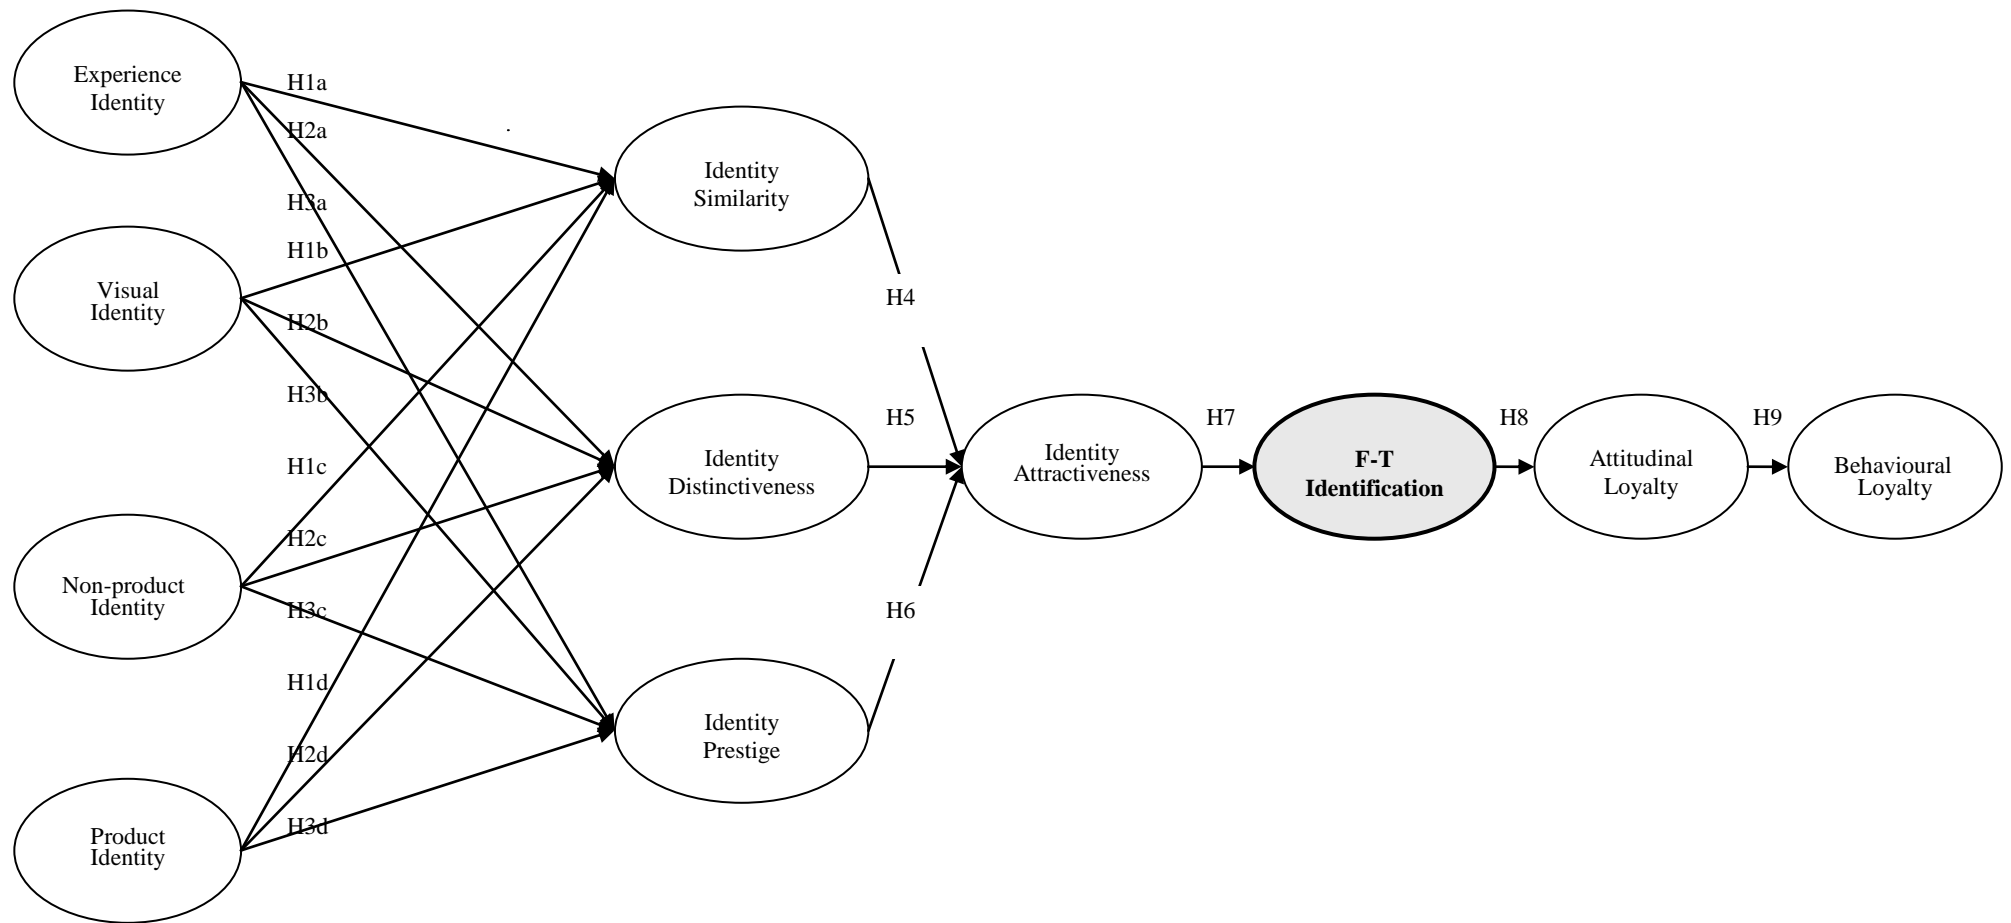 Experience
Identity
H1a
H2a
H3a
Visual
Identity
H1b
H2b
H3b
Non-product
Identity
H1c
H2c
H3c
Product
Identity
H1d
H2d
H3d
Identity
Similarity
Identity
Distinctiveness
Identity
Prestige
H4
H5
H6
Identity
Attractiveness
H7
F-T
Identification
H8
Attitudinal
Loyalty
H9
Behavioural
Loyalty